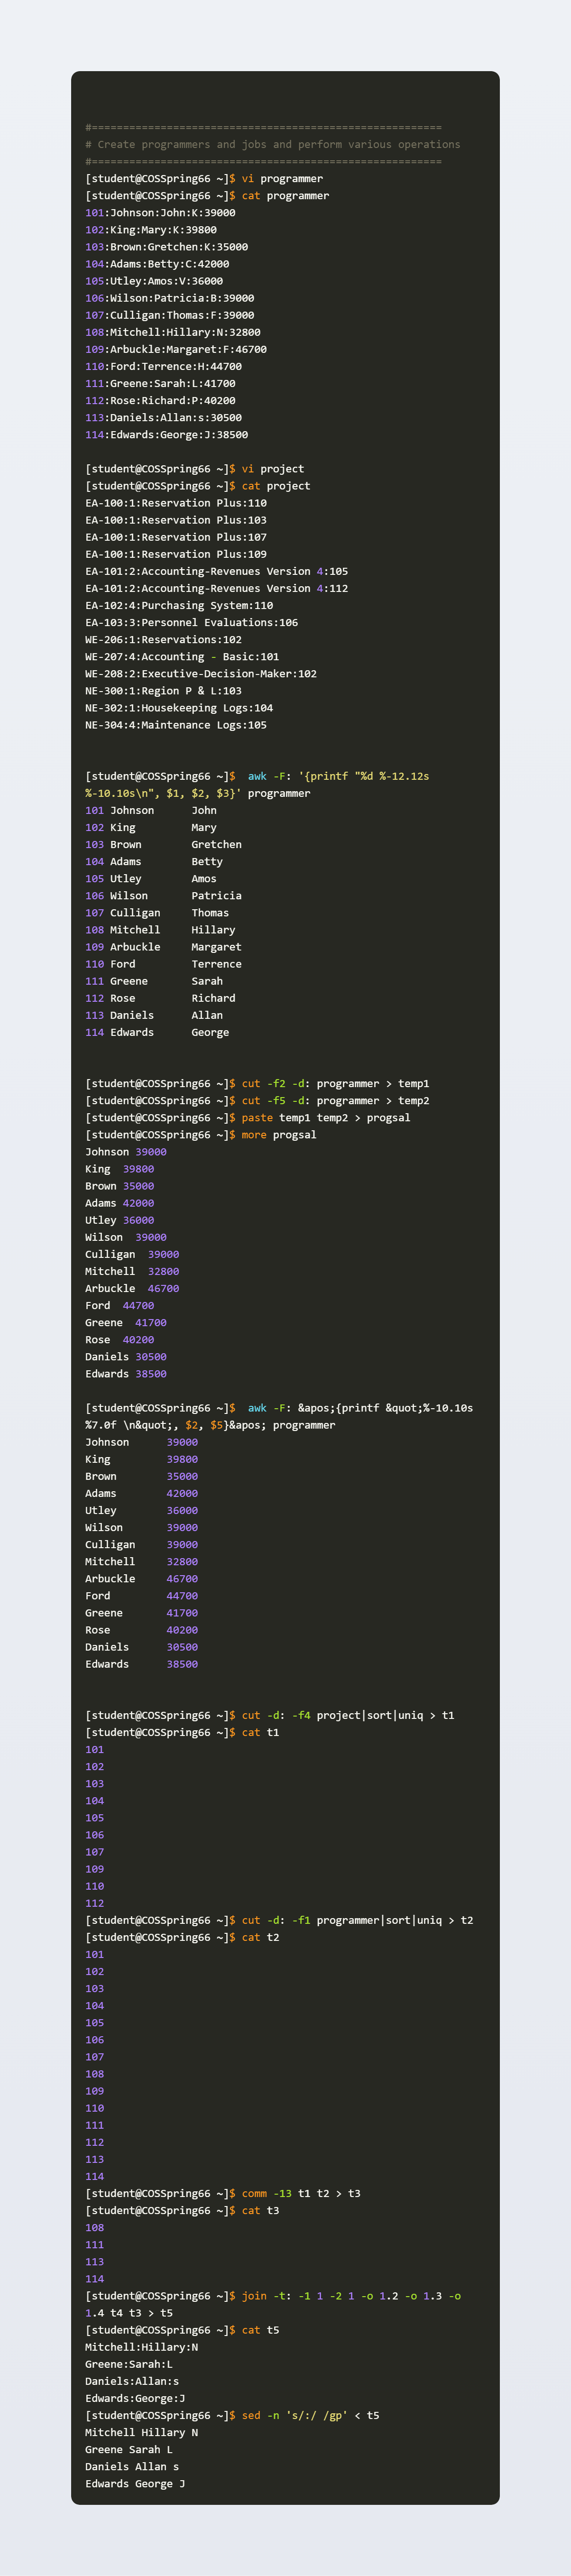 #========================================================
# Create programmers and jobs and perform various operations
#========================================================
[student@COSSpring66 ~]$ vi programmer
[student@COSSpring66 ~]$ cat programmer
101:Johnson:John:K:39000
102:King:Mary:K:39800
103:Brown:Gretchen:K:35000
104:Adams:Betty:C:42000
105:Utley:Amos:V:36000
106:Wilson:Patricia:B:39000
107:Culligan:Thomas:F:39000
108:Mitchell:Hillary:N:32800
109:Arbuckle:Margaret:F:46700
110:Ford:Terrence:H:44700
111:Greene:Sarah:L:41700
112:Rose:Richard:P:40200
113:Daniels:Allan:s:30500
114:Edwards:George:J:38500
[student@COSSpring66 ~]$ vi project
[student@COSSpring66 ~]$ cat project
EA-100:1:Reservation Plus:110
EA-100:1:Reservation Plus:103
EA-100:1:Reservation Plus:107
EA-100:1:Reservation Plus:109
EA-101:2:Accounting-Revenues Version 4:105
EA-101:2:Accounting-Revenues Version 4:112
EA-102:4:Purchasing System:110
EA-103:3:Personnel Evaluations:106
WE-206:1:Reservations:102
WE-207:4:Accounting - Basic:101
WE-208:2:Executive-Decision-Maker:102
NE-300:1:Region P & L:103
NE-302:1:Housekeeping Logs:104
NE-304:4:Maintenance Logs:105
[student@COSSpring66 ~]$  awk -F: '{printf "%d %-12.12s
%-10.10s\n", $1, $2, $3}' programmer
101 Johnson      John
102 King         Mary
103 Brown        Gretchen
104 Adams        Betty
105 Utley        Amos
106 Wilson       Patricia
107 Culligan     Thomas
108 Mitchell     Hillary
109 Arbuckle     Margaret
110 Ford         Terrence
111 Greene       Sarah
112 Rose         Richard
113 Daniels      Allan
114 Edwards      George
[student@COSSpring66 ~]$ cut -f2 -d: programmer > temp1
[student@COSSpring66 ~]$ cut -f5 -d: programmer > temp2
[student@COSSpring66 ~]$ paste temp1 temp2 > progsal
[student@COSSpring66 ~]$ more progsal
Johnson 39000
King  39800
Brown 35000
Adams 42000
Utley 36000
Wilson  39000
Culligan  39000
Mitchell  32800
Arbuckle  46700
Ford  44700
Greene  41700
Rose  40200
Daniels 30500
Edwards 38500
[student@COSSpring66 ~]$  awk -F: &apos;{printf &quot;%-10.10s
%7.0f \n&quot;, $2, $5}&apos; programmer
Johnson      39000
King         39800
Brown        35000
Adams        42000
Utley        36000
Wilson       39000
Culligan     39000
Mitchell     32800
Arbuckle     46700
Ford         44700
Greene       41700
Rose         40200
Daniels      30500
Edwards      38500
[student@COSSpring66 ~]$ cut -d: -f4 project|sort|uniq > t1
[student@COSSpring66 ~]$ cat t1
101
102
103
104
105
106
107
109
110
112
[student@COSSpring66 ~]$ cut -d: -f1 programmer|sort|uniq > t2
[student@COSSpring66 ~]$ cat t2
101
102
103
104
105
106
107
108
109
110
111
112
113
114
[student@COSSpring66 ~]$ comm -13 t1 t2 > t3
[student@COSSpring66 ~]$ cat t3
108
111
113
114
[student@COSSpring66 ~]$ join -t: -1 1 -2 1 -o 1.2 -o 1.3 -o
1.4 t4 t3 > t5
[student@COSSpring66 ~]$ cat t5
Mitchell:Hillary:N
Greene:Sarah:L
Daniels:Allan:s
Edwards:George:J
[student@COSSpring66 ~]$ sed -n 's/:/ /gp' < t5
Mitchell Hillary N
Greene Sarah L
Daniels Allan s
Edwards George J